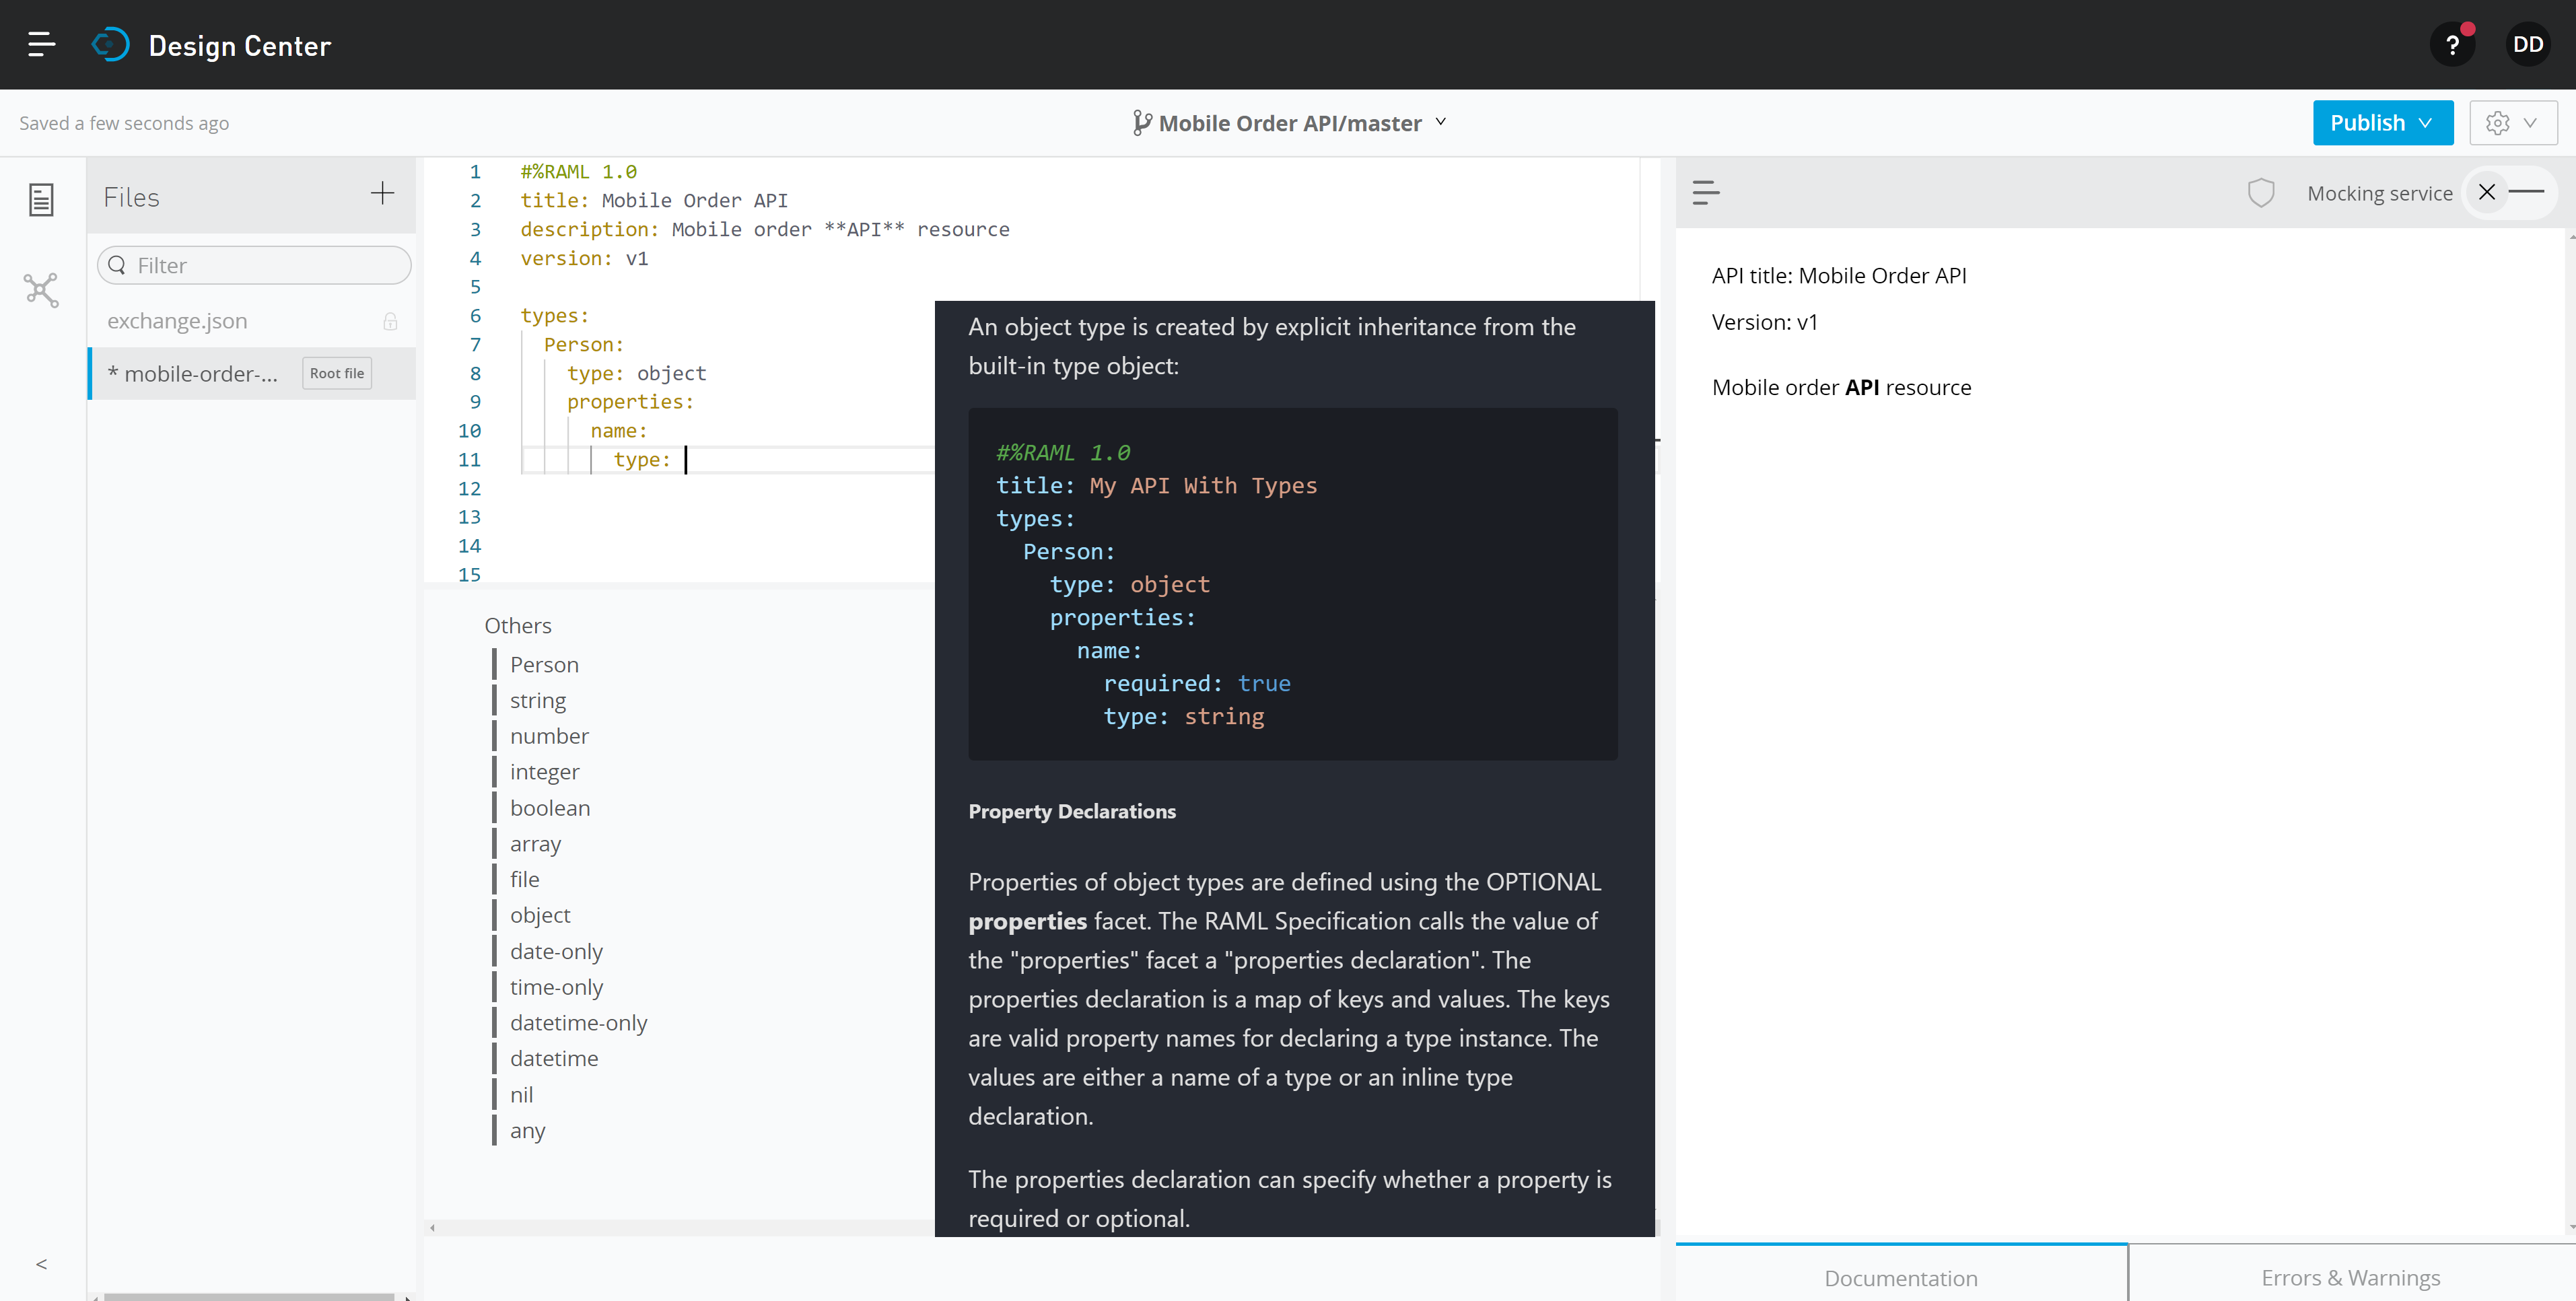 Design Center
?
DD
Saved a few seconds ago
Mobile Order API/master
Publish
Files
Filter
exchange.json
* mobile-order-...
Root file
1 #%RAML 1.0
2 title: Mobile Order API
3 description: Mobile order **API** resource
4 version: v1
5
6 types:
7 Person:
8 type: object
9 properties:
10 name:
11 type:
12
13
14
15
Others
Person
string
number
integer
boolean
array
file
object
date-only
time-only
datetime-only
datetime
nil
any
An object type is created by explicit inheritance from the
built-in type object:
#%RAML 1.0
title: My API With Types
types:
Person:
type: object
properties:
name:
required: true
type: string
Property Declarations
Properties of object types are defined using the OPTIONAL
properties facet. The RAML Specification calls the value of
the "properties" facet a "properties declaration". The
properties declaration is a map of keys and values. The keys
are valid property names for declaring a type instance. The
values are either a name of a type or an inline type
declaration.
The properties declaration can specify whether a property is
required or optional.
Mocking service
API title: Mobile Order API
Version: v1
Mobile order API resource
Documentation
Errors & Warnings